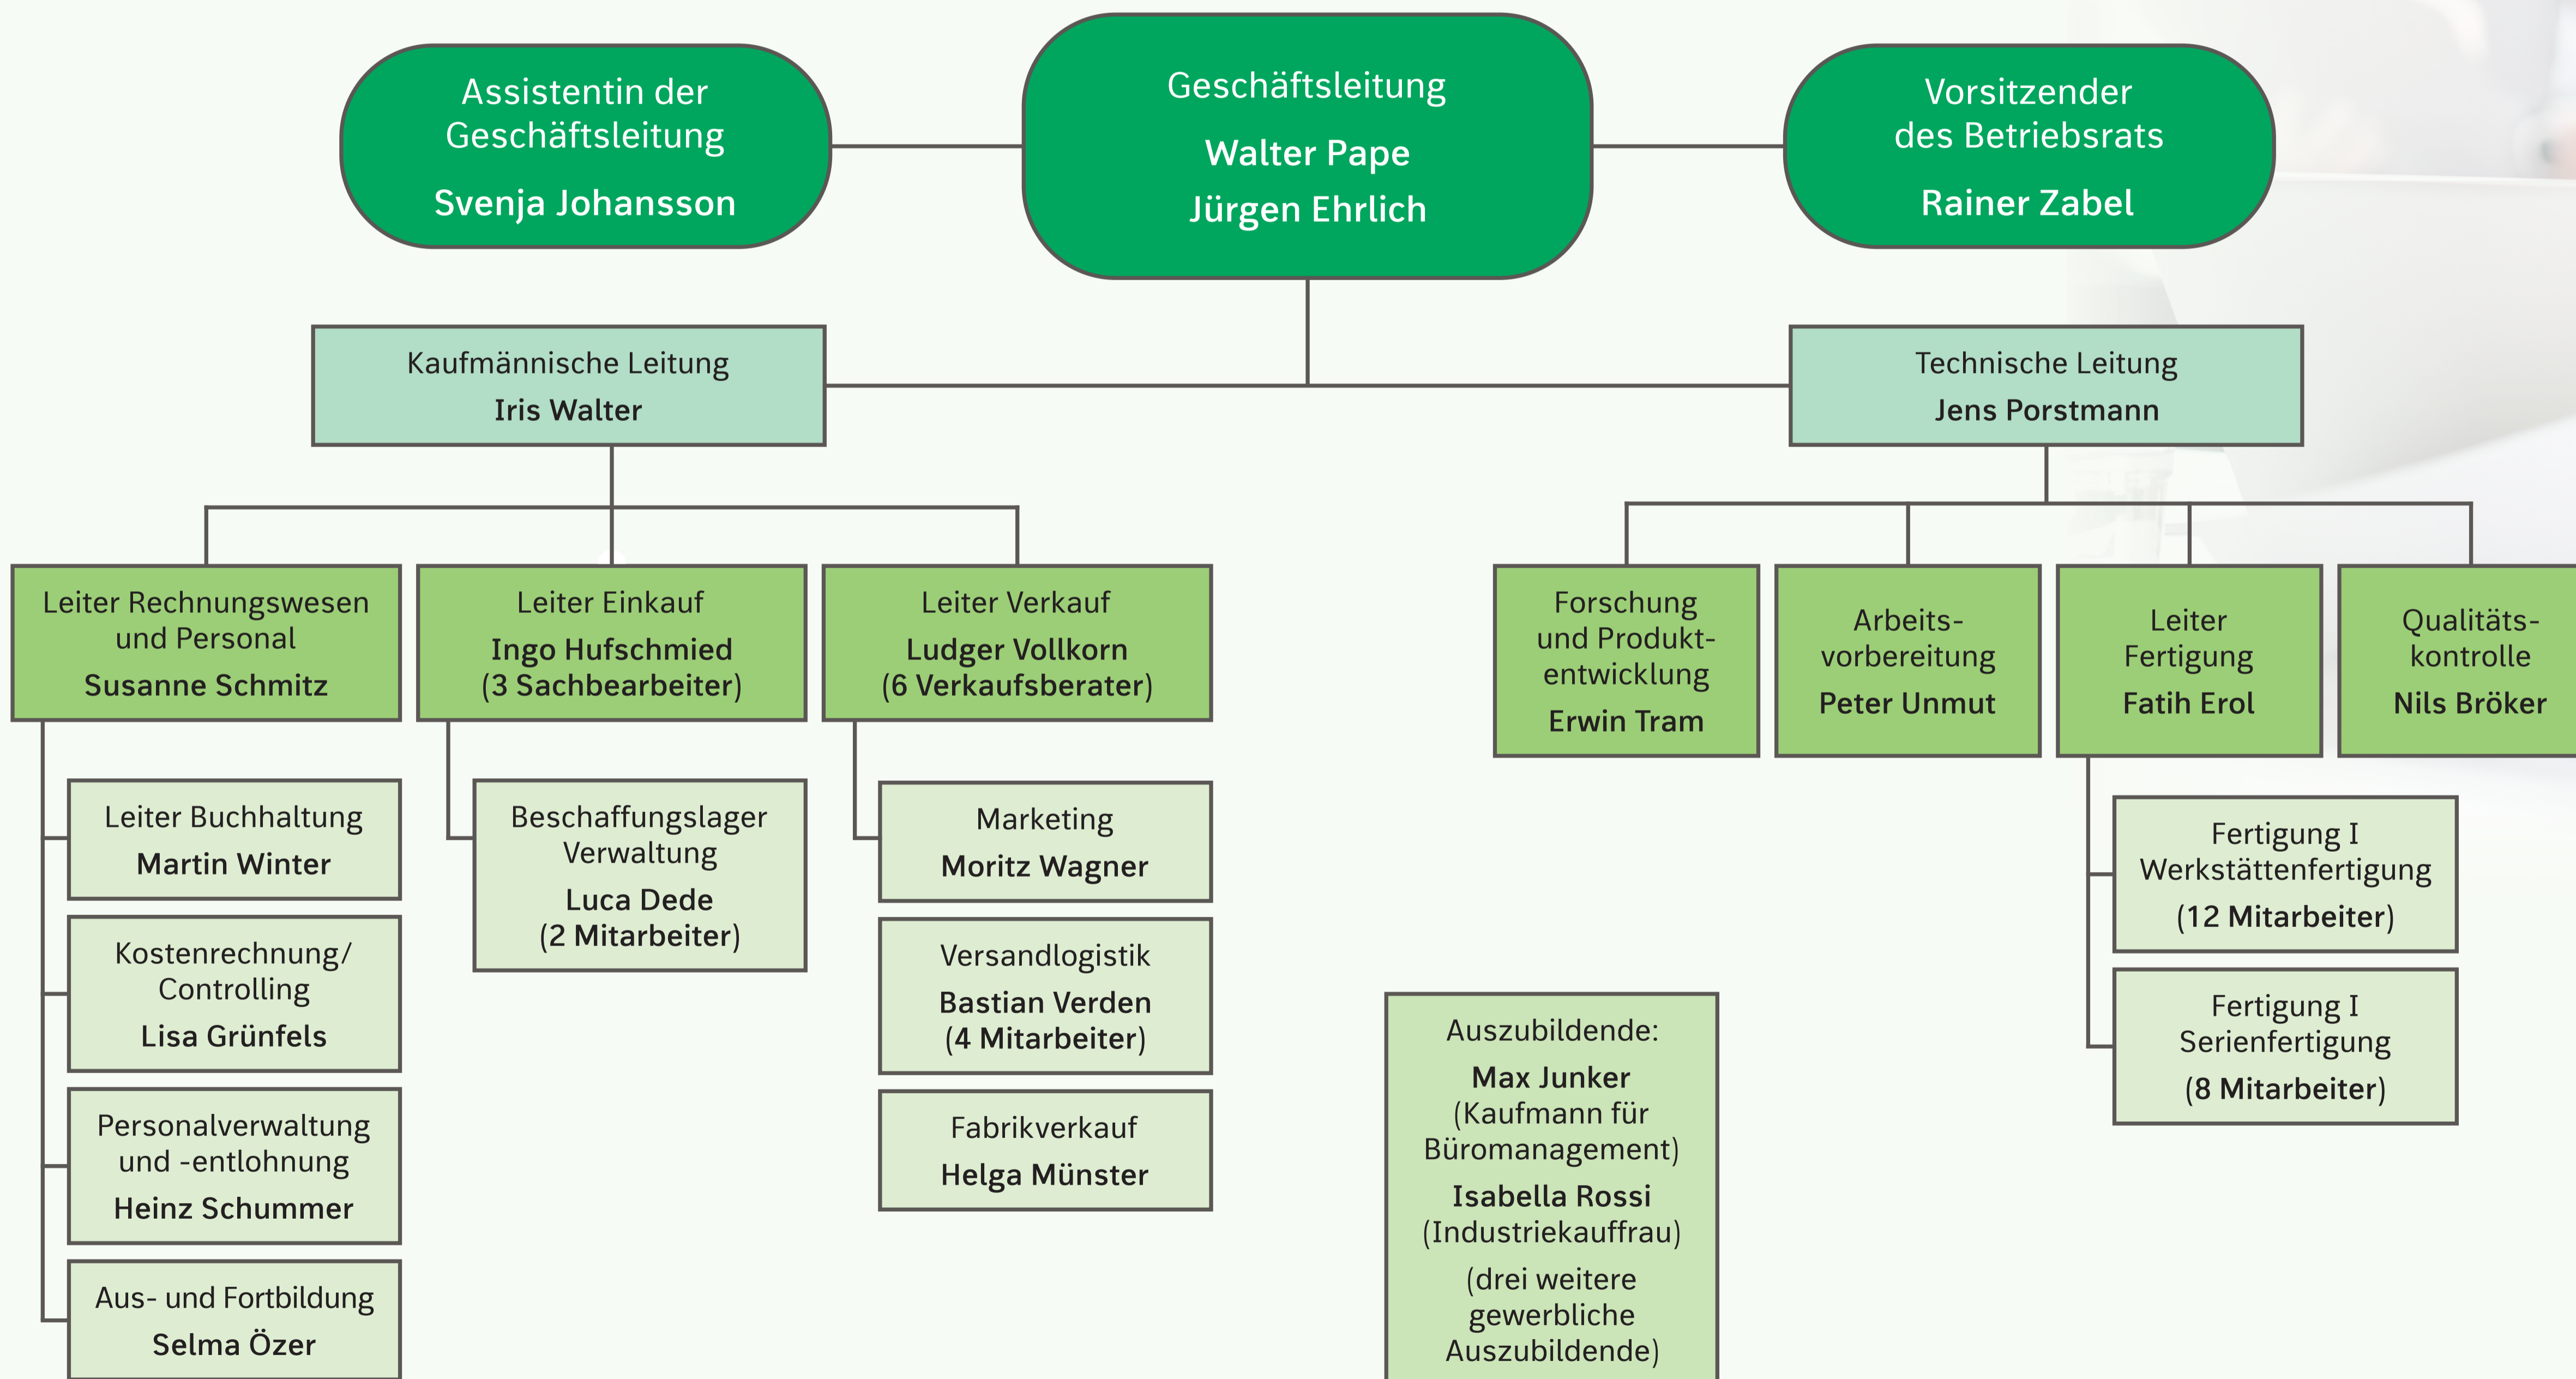 Assistentin der
Geschäftsleitung
Svenja Johansson
Geschäftsleitung
Walter Pape
Jürgen Ehrlich
Vorsitzender
des Betriebsrats
Rainer Zabel
Kaufmännische Leitung
Iris Walter
Technische Leitung
Jens Porstmann
Leiter Rechnungswesen
und Personal
Susanne Schmitz
Leiter Einkauf
Ingo Hufschmied
(3 Sachbearbeiter)
Leiter Verkauf
Ludger Vollkorn
(6 Verkaufsberater)
Forschung
und Produkt-
entwicklung
Erwin Tram
Arbeits-
vorbereitung
Peter Unmut
Leiter
Fertigung
Fatih Erol
Qualitäts-
kontrolle
Nils Bröker
Leiter Buchhaltung
Martin Winter
Kostenrechnung/
Controlling
Lisa Grünfels
Personalverwaltung
und -entlohnung
Heinz Schummer
Aus- und Fortbildung
Selma Özer
Beschaffungslager
Verwaltung
Luca Dede
(2 Mitarbeiter)
Marketing
Moritz Wagner
Versandlogistik
Bastian Verden
(4 Mitarbeiter)
Fabrikverkauf
Helga Münster
Auszubildende:
Max Junker
(Kaufmann für
Büromanagement)
Isabella Rossi
(Industriekauffrau)
(drei weitere
gewerbliche
Auszubildende)
Fertigung I
Werkstättenfertigung
(12 Mitarbeiter)
Fertigung I
Serienfertigung
(8 Mitarbeiter)